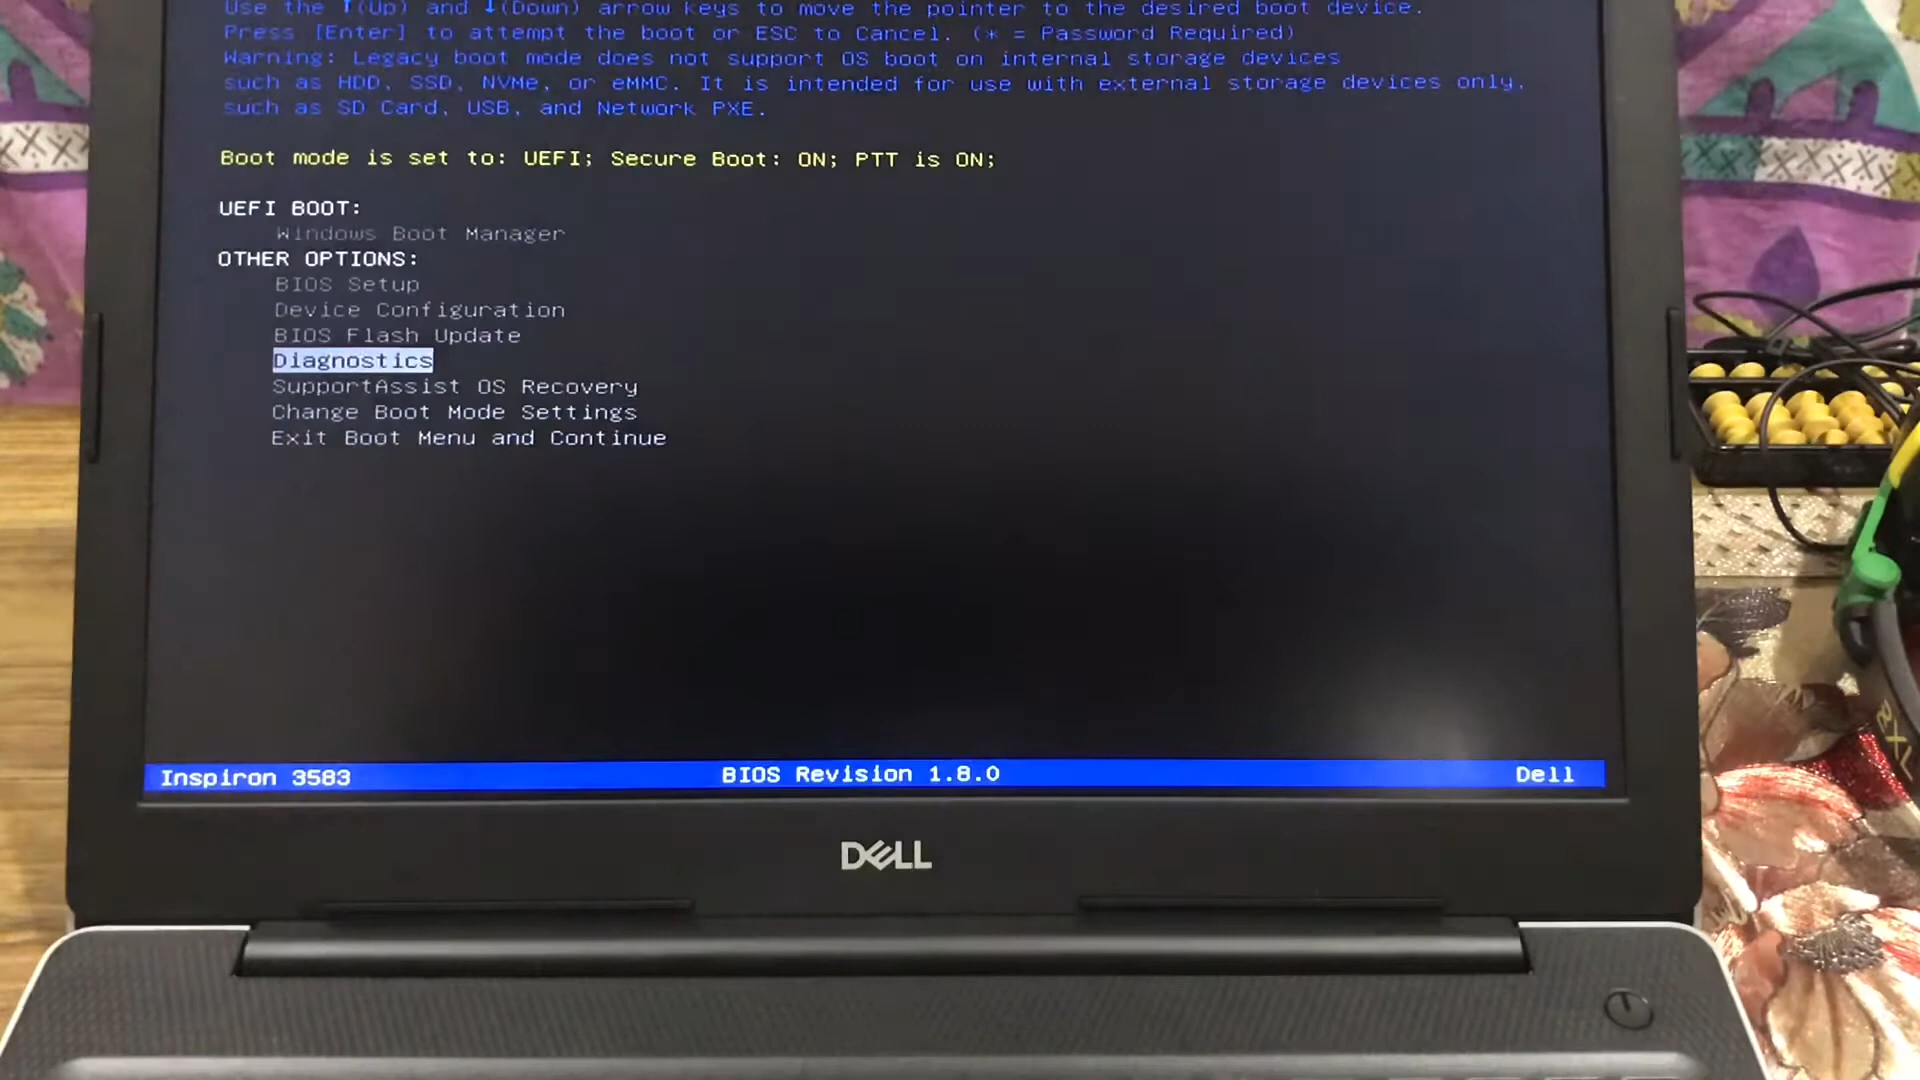 Use the ↑(Up) and ↓(Down) arrow keys to move the pointer to the desired boot device.
Press [Enter] to attempt the boot or ESC to Cancel. (* = Password Required)
Warning: Legacy boot mode does not support OS boot on internal storage devices
such as HDD, SSD, NVMe, or eMMC. It is intended for use with external storage devices only,
such as SD Card, USB, and Network PXE.
Boot mode is set to: UEFI; Secure Boot: ON; PTT is ON;
UEFI BOOT:
Windows Boot Manager
OTHER OPTIONS:
BIOS Setup
Device Configuration
BIOS Flash Update
Diagnostics
SupportAssist OS Recovery
Change Boot Mode Settings
Exit Boot Menu and Continue
Inspiron 3583 BIOS Revision 1.8.0 Dell
DELL